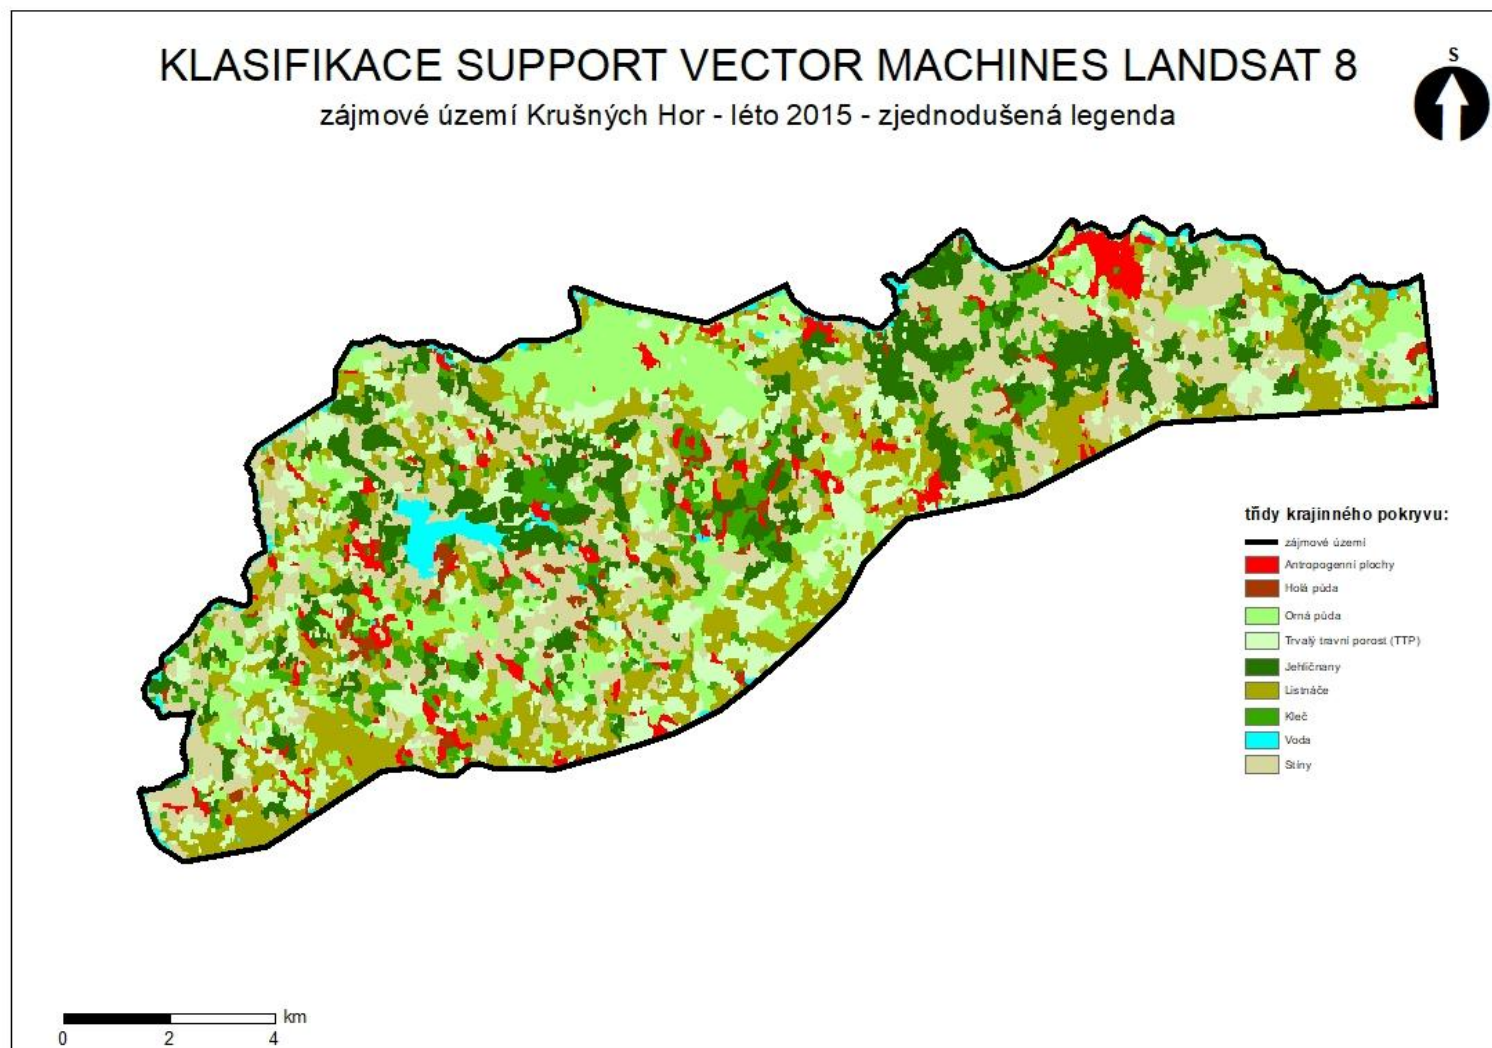 KLASIFIKACE SUPPORT VECTOR MACHINES LANDSAT 8
S
zájmové území Krušných Hor - léto 2015 - zjednodušená legenda
třídy krajinného pokryvu:
zájmové území
Antropogenní plochy
Holá půda
Orná půda
Trvalý travní porost (TTP)
Jehličnany
Listnáče
Kleč
Voda
Stíny
km
0 2 4